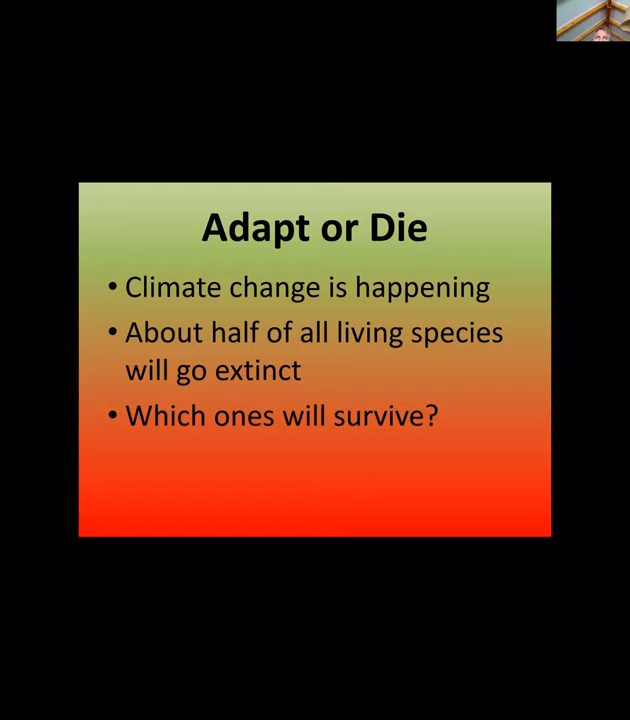 Adapt or Die
• Climate change is happening
• About half of all living species
will go extinct
• Which ones will survive?